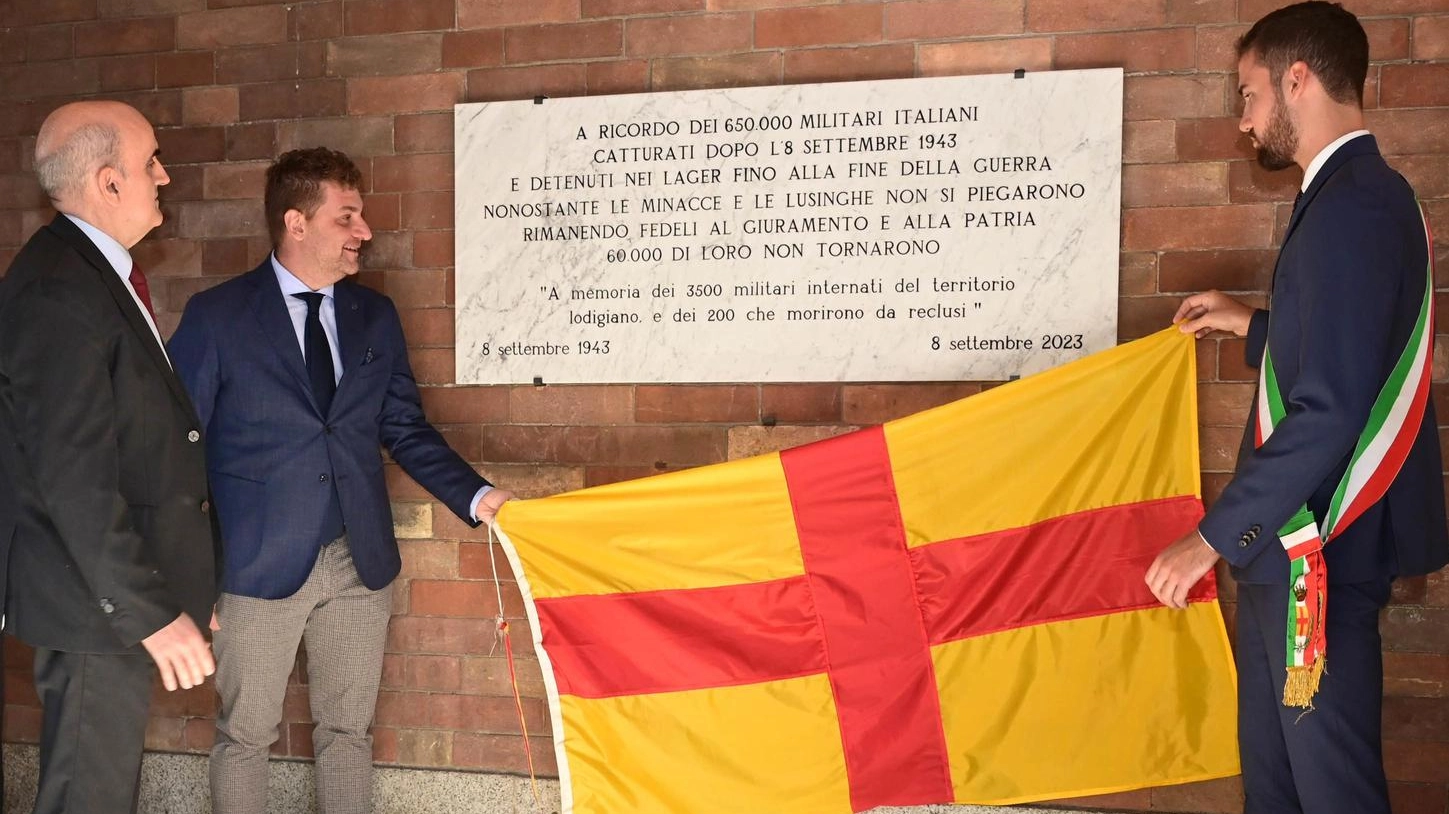 A RICORDO DEI 650.000 MILITARI ITALIANI
CATTURATI DOPO L'8 SETTEMBRE 1943
E DETENUTI NEI LAGER FINO ALLA FINE DELLA GUERRA
NONOSTANTE LE MINACCE E LE LUSINGHE NON SI PIEGARONO
RIMANENDO FEDELI AL GIURAMENTO E ALLA PATRIA
60.000 DI LORO NON TORNARONO
"A memoria dei 3500 militari internati del territorio
lodigiano. e dei 200 che morirono da reclusi "
8 settembre 1943
8 settembre 2023